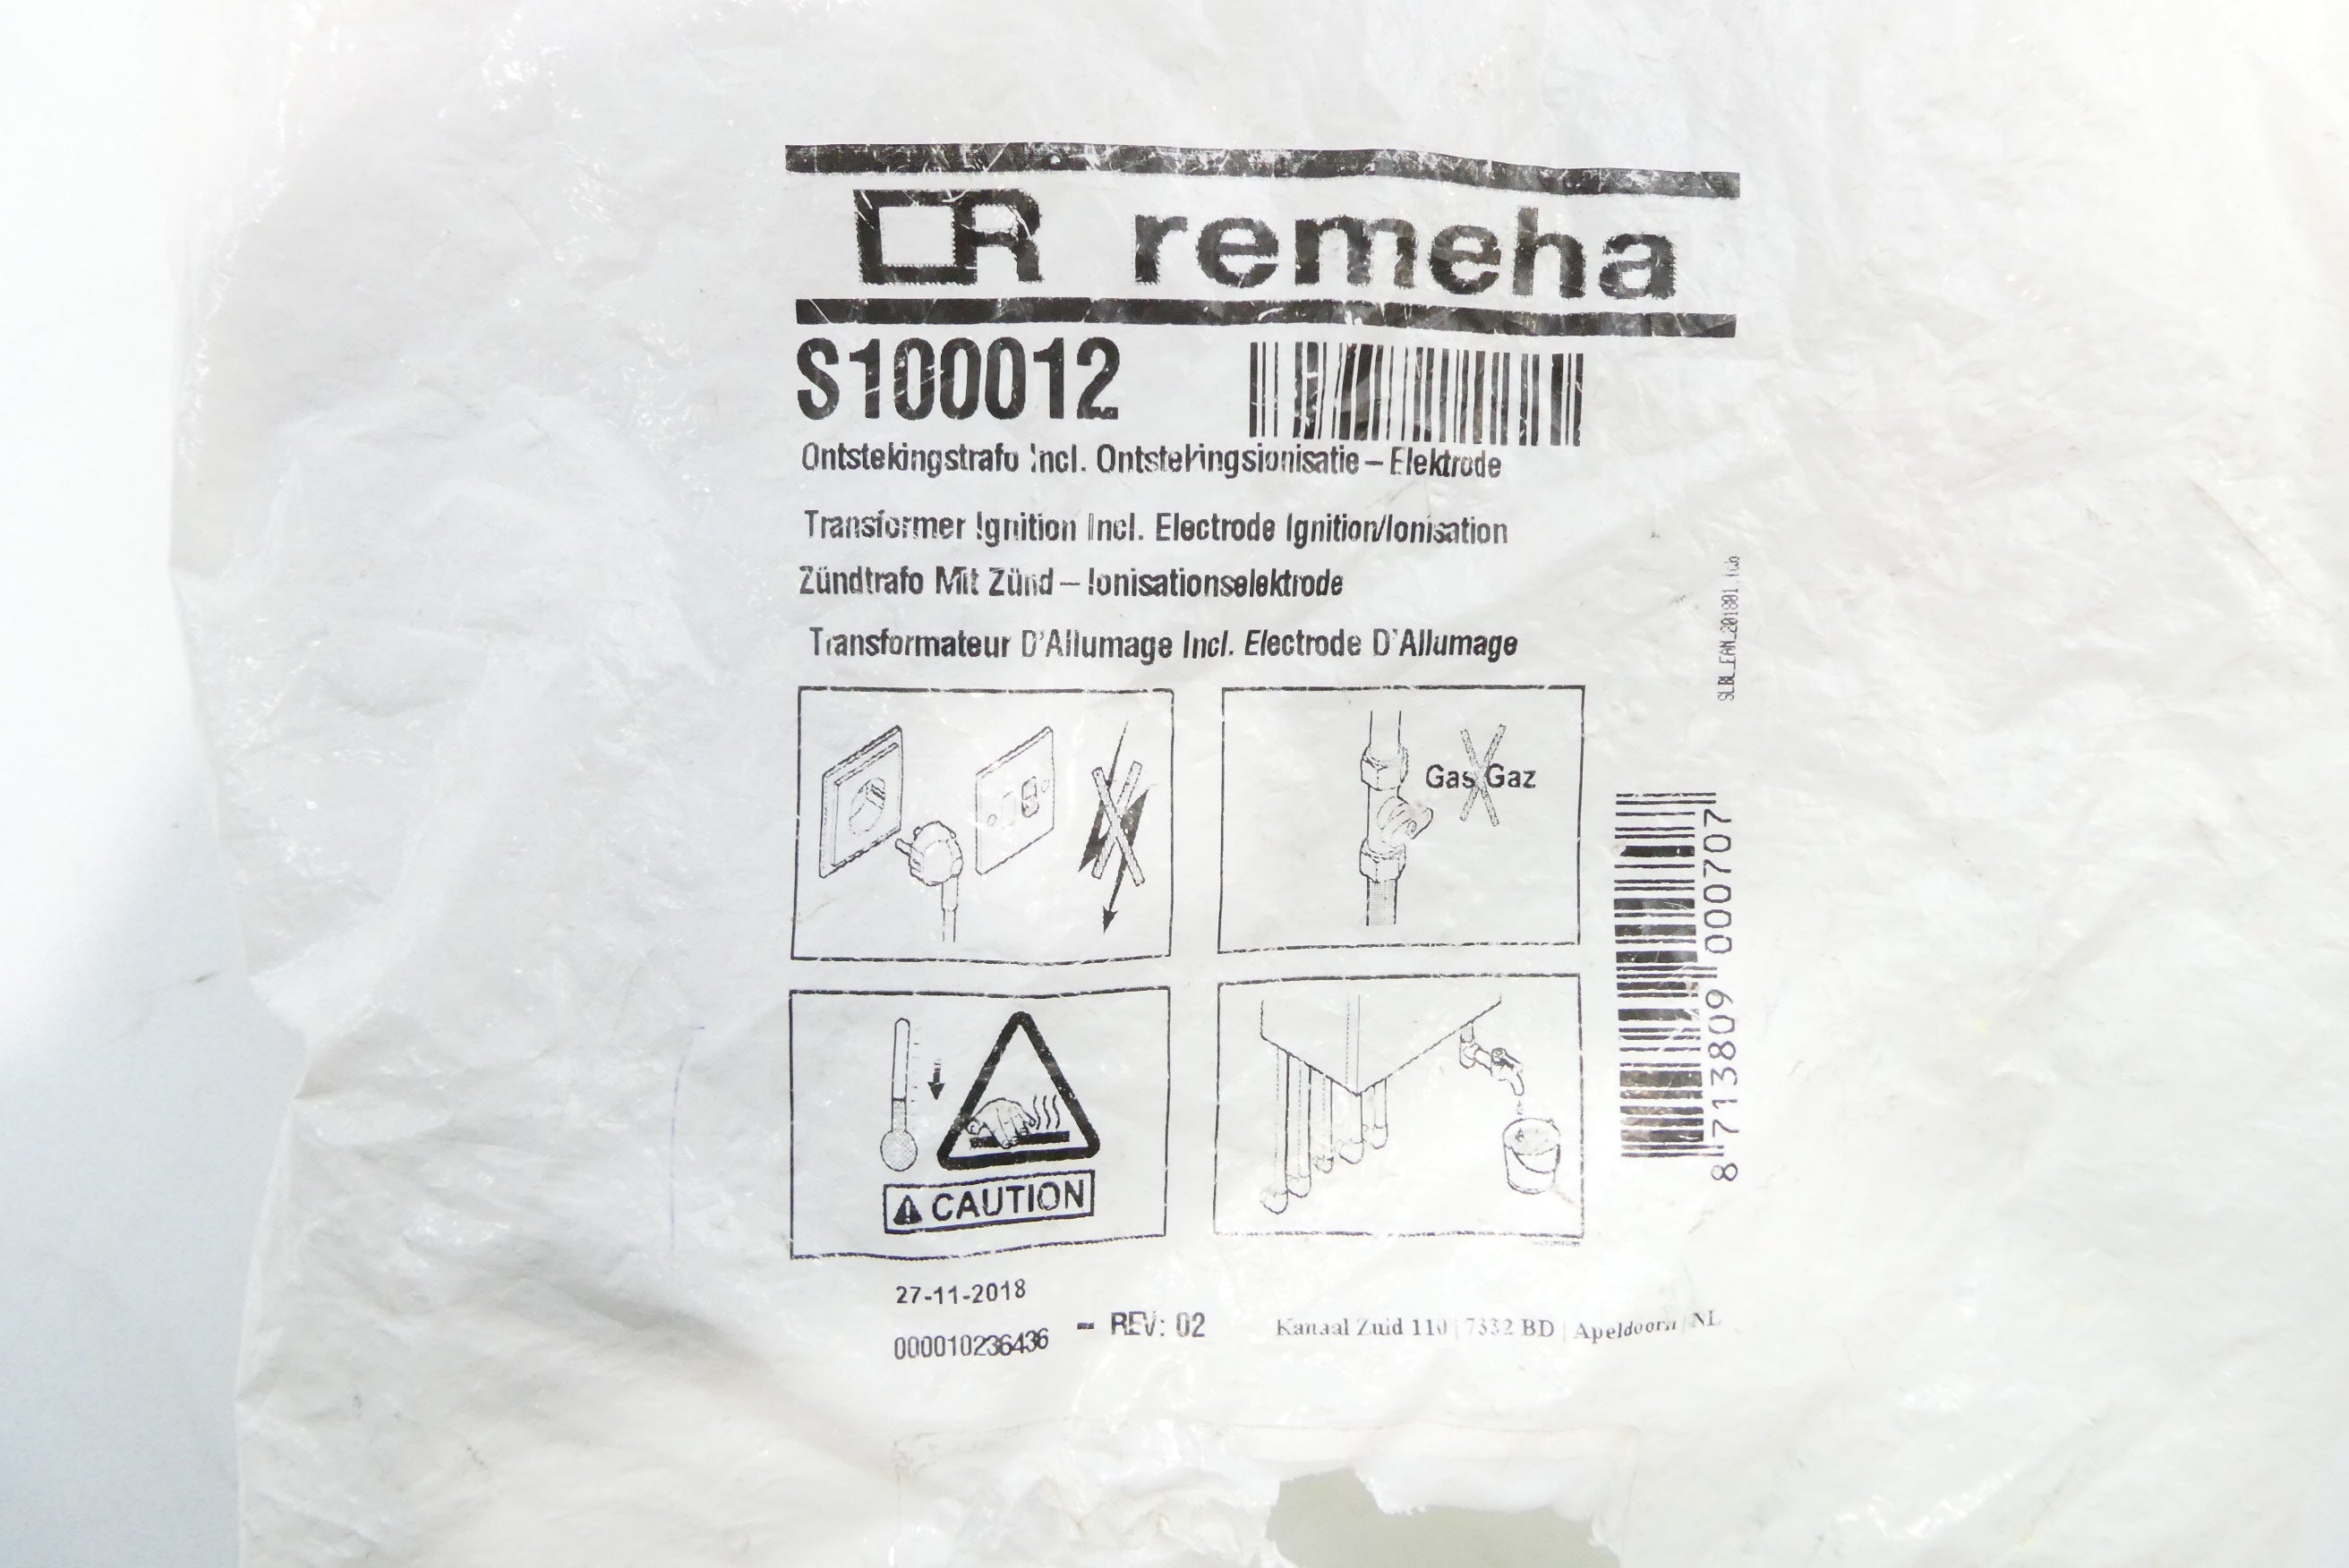 remeha
S100012
Ontstekingstrafo Incl. Ontstekingsionisatie – Elektrode
Transformer Ignition Incl. Electrode Ignition/Ionisation
Zündtrafo Mit Zünd – Ionisationselektrode
Transformateur D'Allumage Incl. Electrode D'Allumage
Gas/Gaz
CAUTION
27-11-2018
000010236436 - REV: 02
Kanaal Zuid 110 | 7332 BD | Apeldoorn | NL
8 713809 000707